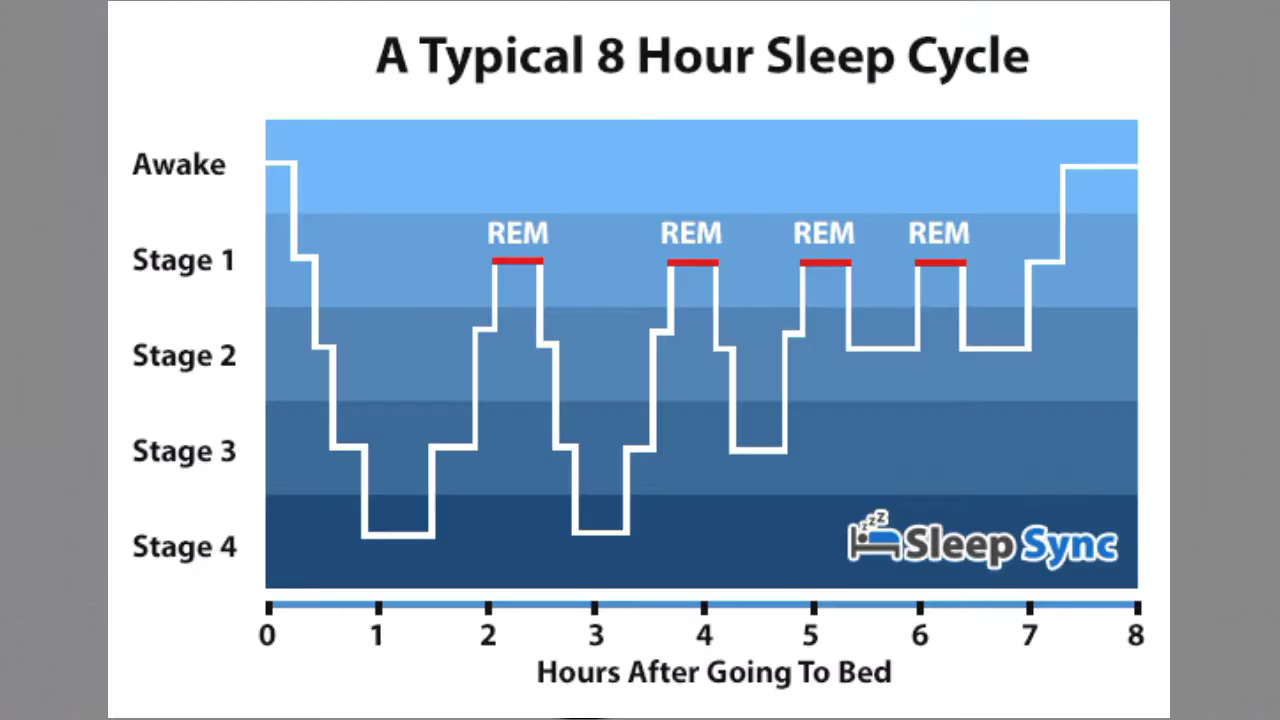 A Typical 8 Hour Sleep Cycle
Awake
Stage 1
Stage 2
Stage 3
Stage 4
REM REM REM REM
zzz
Sleep Sync
0 1 2 3 4 5 6 7 8
Hours After Going To Bed